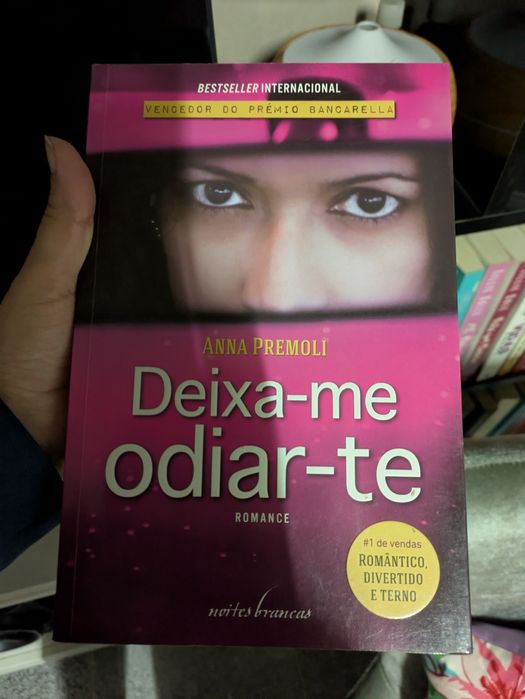 BESTSELLER INTERNACIONAL
VENCEDOR DO PRÉMIO BANCARELLA
ANNA PREMOLI
Deixa-me
odiar-te
ROMANCE
#1 de vendas
ROMÂNTICO,
DIVERTIDO
E TERNO
noites brancas